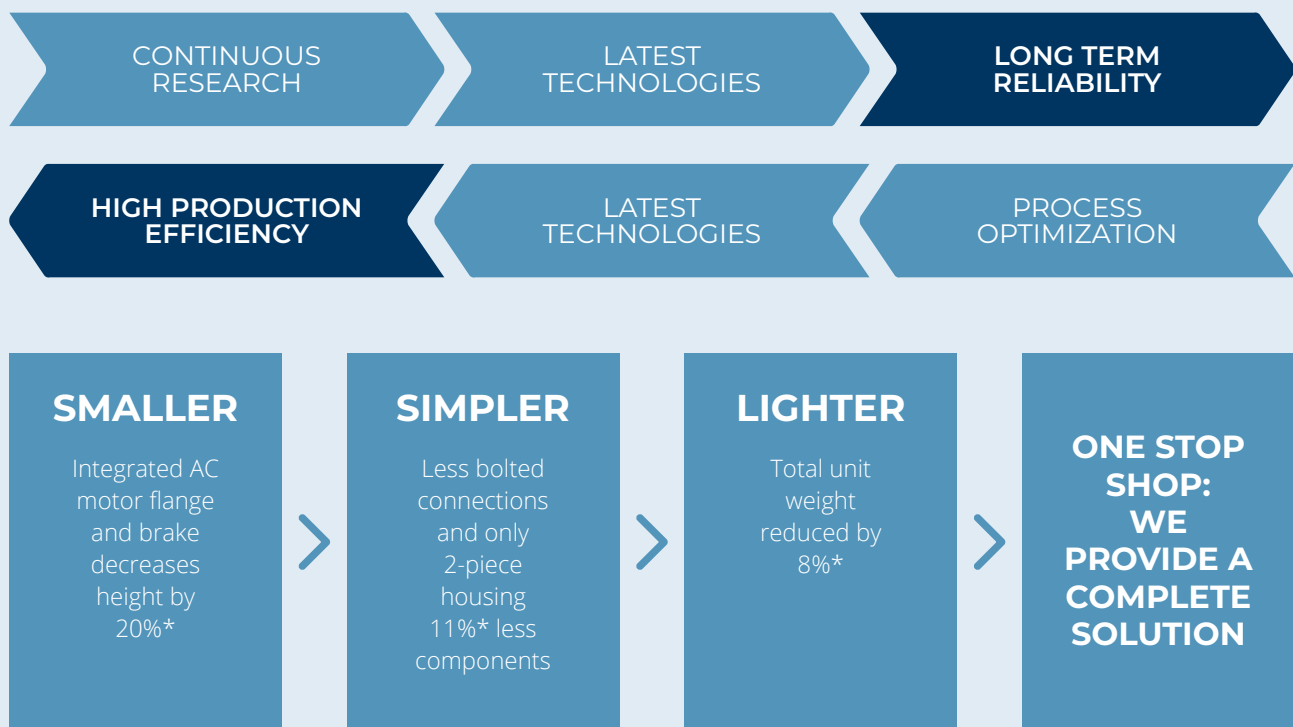 CONTINUOUS
RESEARCH
LATEST
TECHNOLOGIES
LONG TERM
RELIABILITY
HIGH PRODUCTION
EFFICIENCY
LATEST
TECHNOLOGIES
PROCESS
OPTIMIZATION
SMALLER
Integrated AC
motor flange
and brake
decreases
height by
20%*
SIMPLER
Less bolted
connections
and only
2-piece
housing
11%* less
components
LIGHTER
Total unit
weight
reduced by
8%*
ONE STOP
SHOP:
WE
PROVIDE A
COMPLETE
SOLUTION